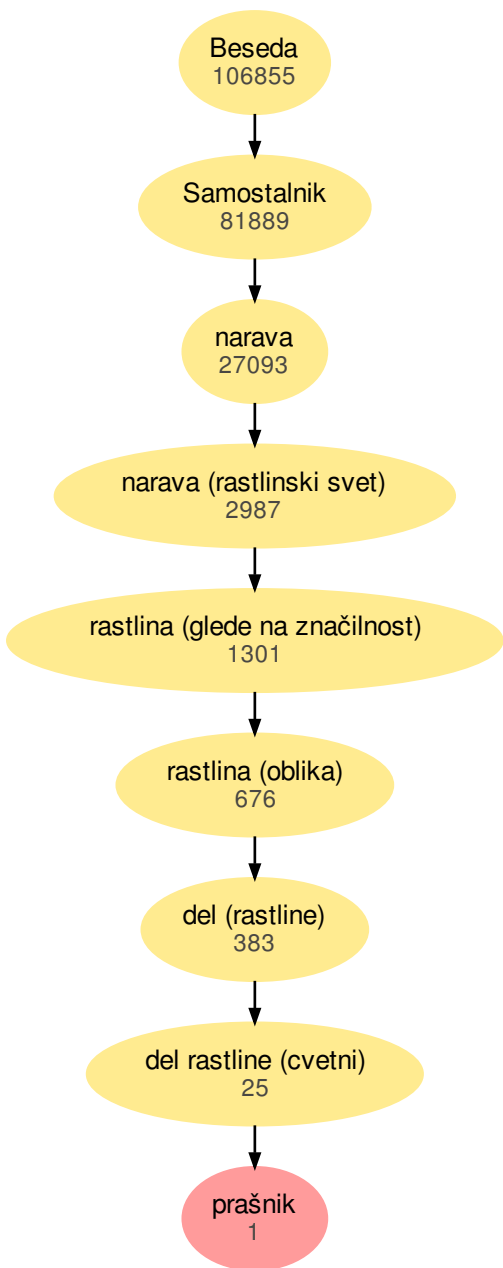 Beseda
106855
Samostalnik
81889
narava
27093
narava (rastlinski svet)
2987
rastlina (glede na značilnost)
1301
rastlina (oblika)
676
del (rastline)
383
del rastline (cvetni)
25
prašnik
1